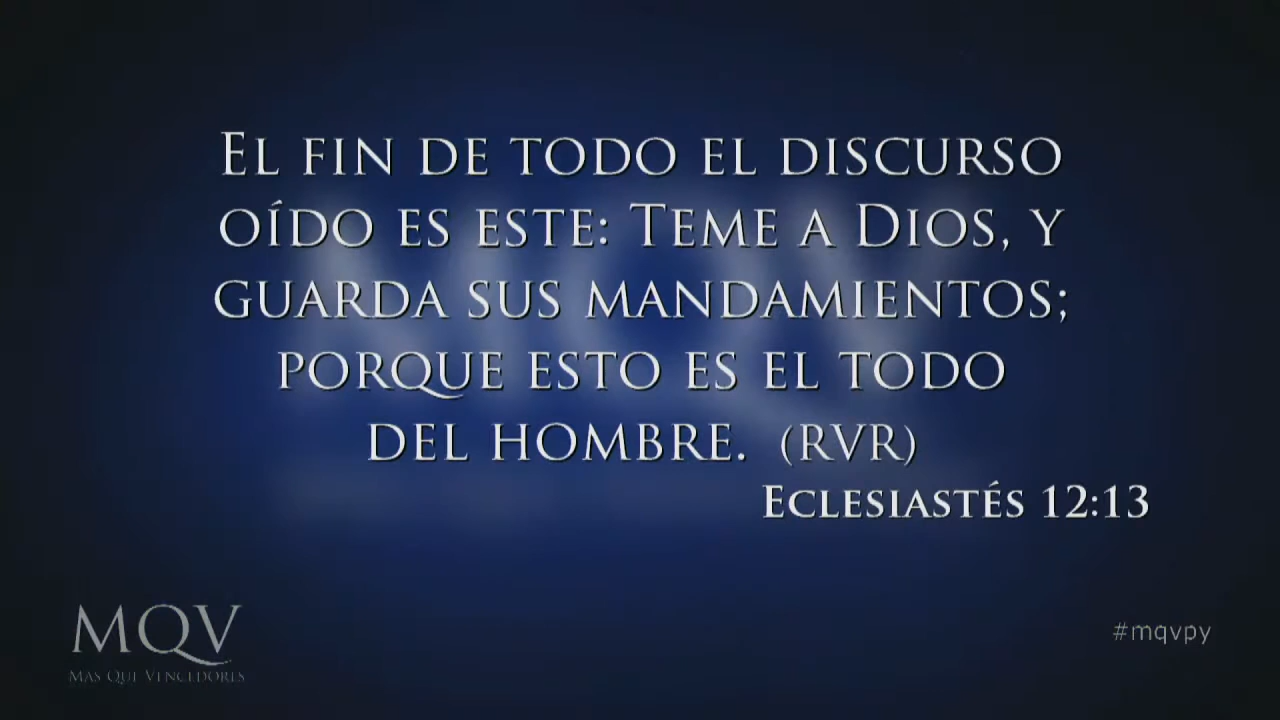 El fin de todo el discurso
oído es este: Teme a Dios, y
guarda sus mandamientos;
porque esto es el todo
del hombre. (RVR)
Eclesiastés 12:13
MQV
Mas Que Vencedores
#mqvpy